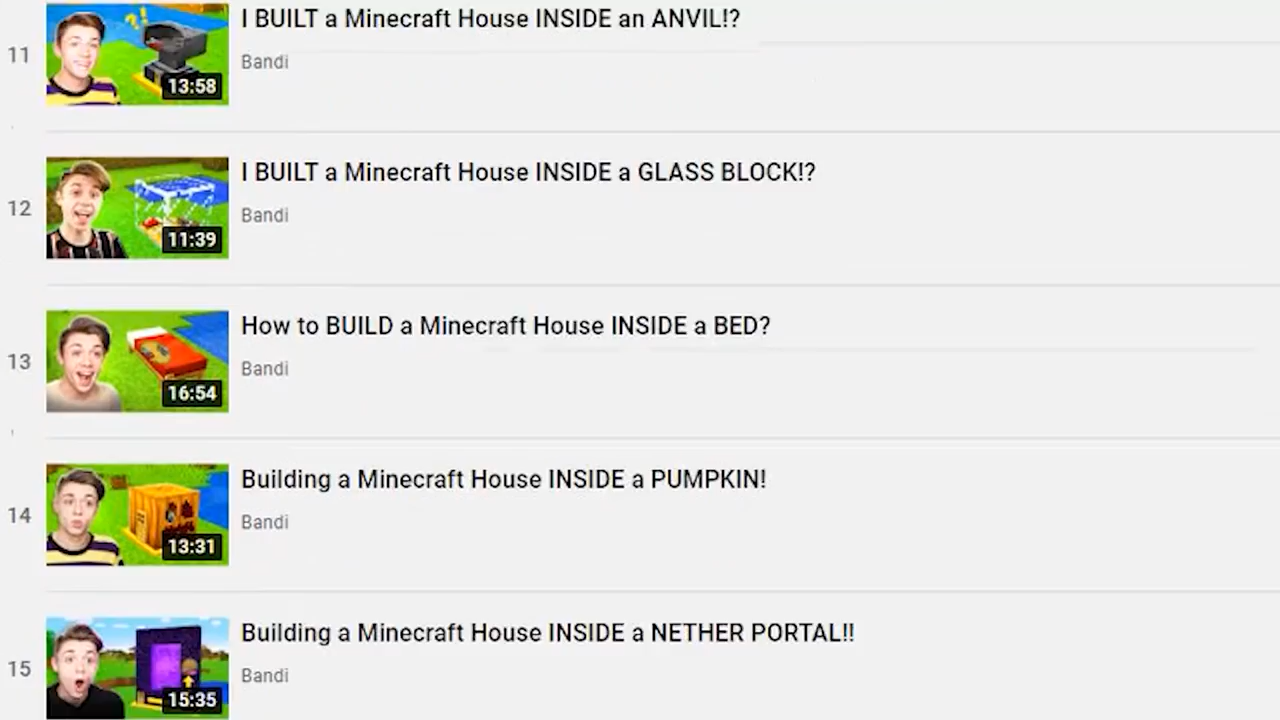 11
I BUILT a Minecraft House INSIDE an ANVIL!?
Bandi
?!
13:58
12
I BUILT a Minecraft House INSIDE a GLASS BLOCK!?
Bandi
11:39
13
How to BUILD a Minecraft House INSIDE a BED?
Bandi
16:54
14
Building a Minecraft House INSIDE a PUMPKIN!
Bandi
13:31
15
Building a Minecraft House INSIDE a NETHER PORTAL!!
Bandi
15:35